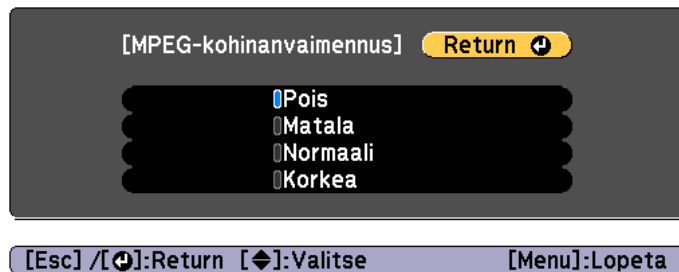 [MPEG-kohinanvaimennus] Return
Pois
Matala
Normaali
Korkea
[Esc] /[⏎]:Return [◆]:Valitse [Menu]:Lopeta